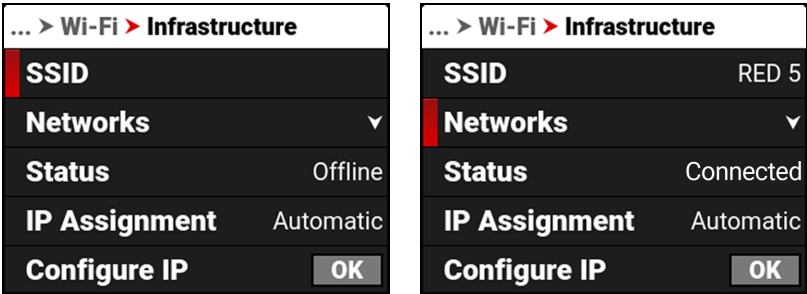 ... > Wi-Fi > Infrastructure
SSID
Networks
Status Offline
IP Assignment Automatic
Configure IP OK
... > Wi-Fi > Infrastructure
SSID RED 5
Networks
Status Connected
IP Assignment Automatic
Configure IP OK